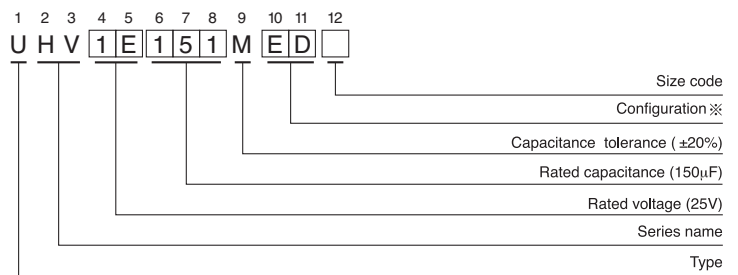 1 2 3 4 5 6 7 8 9 10 11 12
U H V 1 E 1 5 1 M E D
Size code
Configuration※
Capacitance tolerance ( ±20%)
Rated capacitance (150µF)
Rated voltage (25V)
Series name
Type